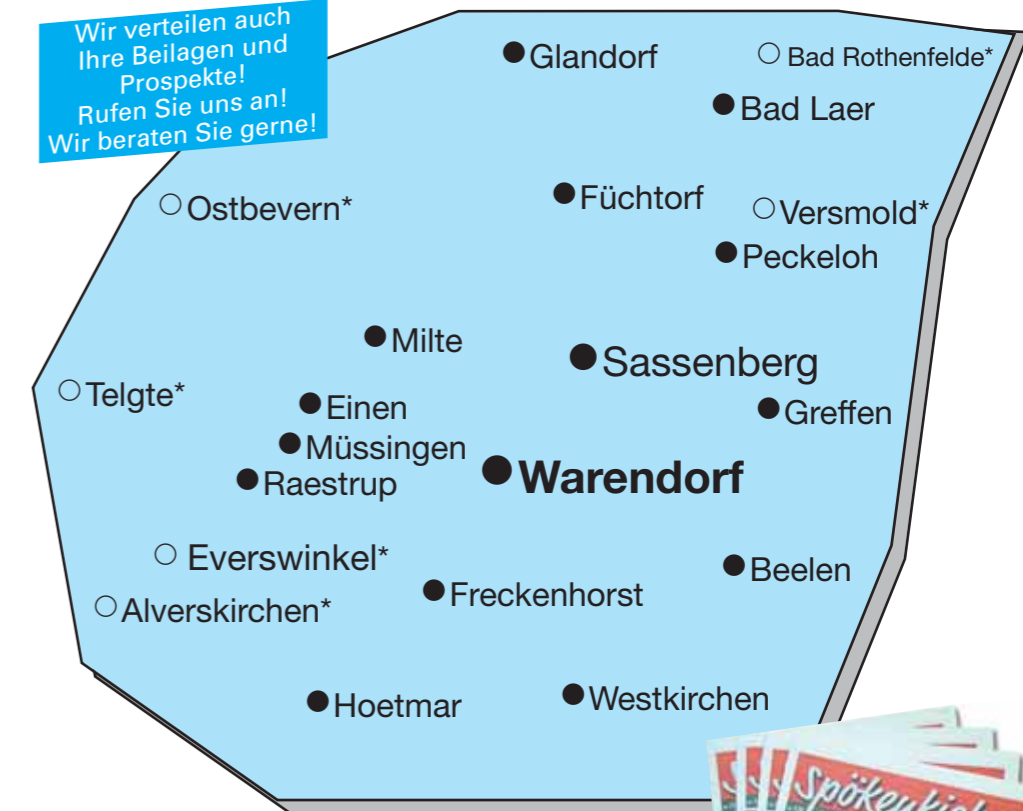 Wir verteilen auch
Ihre Beilagen und
Prospekte!
Rufen Sie uns an!
Wir beraten Sie gerne!
Glandorf
Bad Rothenfelde*
Bad Laer
Ostbevern*
Füchtorf
Versmold*
Peckeloh
Milte
Sassenberg
Telgte*
Einen
Greffen
Müssingen
Warendorf
Raestrup
Everswinkel*
Beelen
Freckenhorst
Alverskirchen*
Westkirchen
Hoetmar